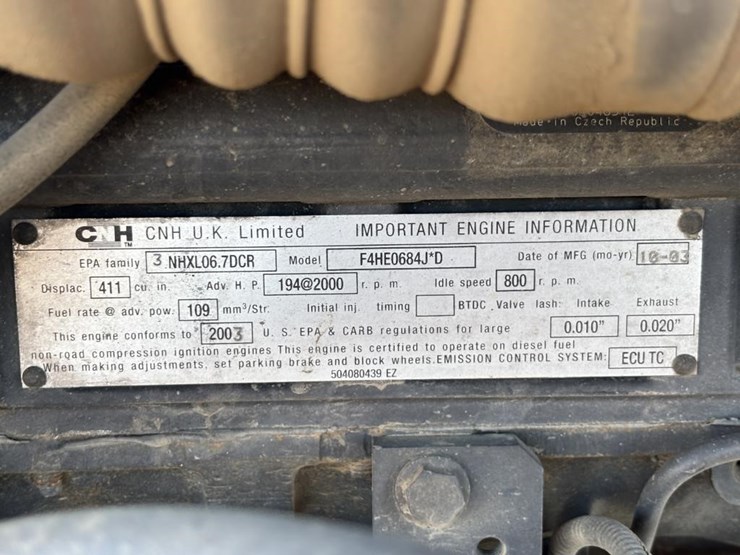 Made in Czech Republic
CNH TM CNH U.K. Limited IMPORTANT ENGINE INFORMATION
EPA family 3 NHXL06.7DCR Model F4HE0684J*D Date of MFG (mo-yr) 10-03
Displac. 411 cu. in. Adv. H. P. 194@2000 r. p. m. Idle speed 800 r. p. m
Fuel rate @ adv. pow. 109 mm³/Str. Initial inj. timing BTDC Valve lash: Intake Exhaust
This engine conforms to 2003 U. S. EPA & CARB regulations for large 0.010" 0.020"
non-road compression ignition engines This engine is certified to operate on diesel fuel
When making adjustments, set parking brake and block wheels. EMISSION CONTROL SYSTEM: ECU TC
504080439 EZ